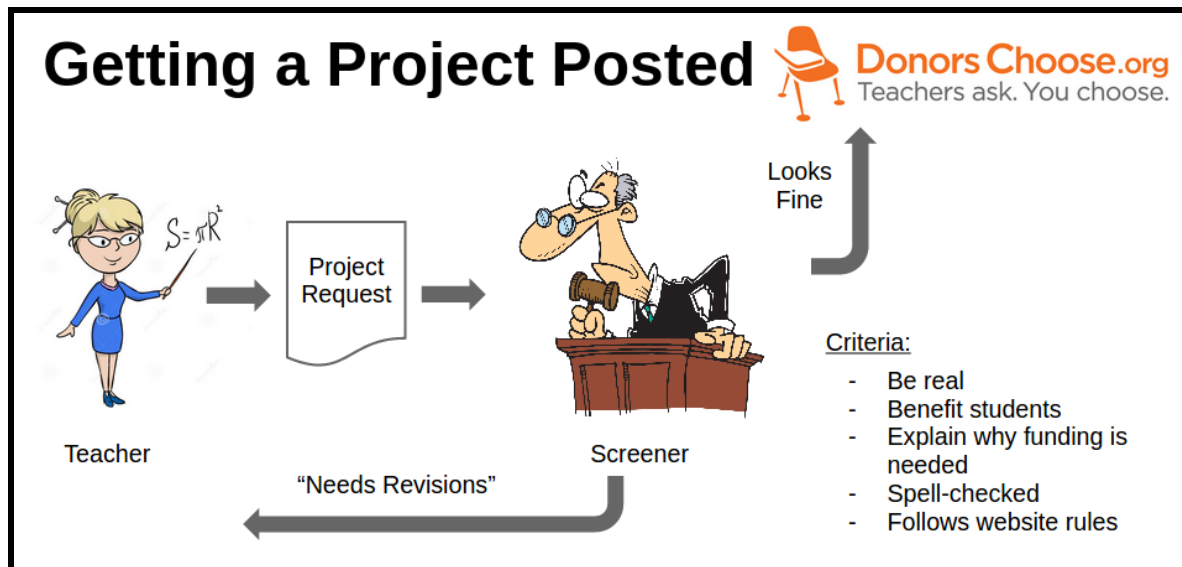 Getting a Project Posted
DonorsChoose.org
Teachers ask. You choose.
Looks
Fine
S=πR²
Project
Request
Criteria:
- Be real
- Benefit students
- Explain why funding is
needed
- Spell-checked
- Follows website rules
Teacher
Screener
“Needs Revisions”